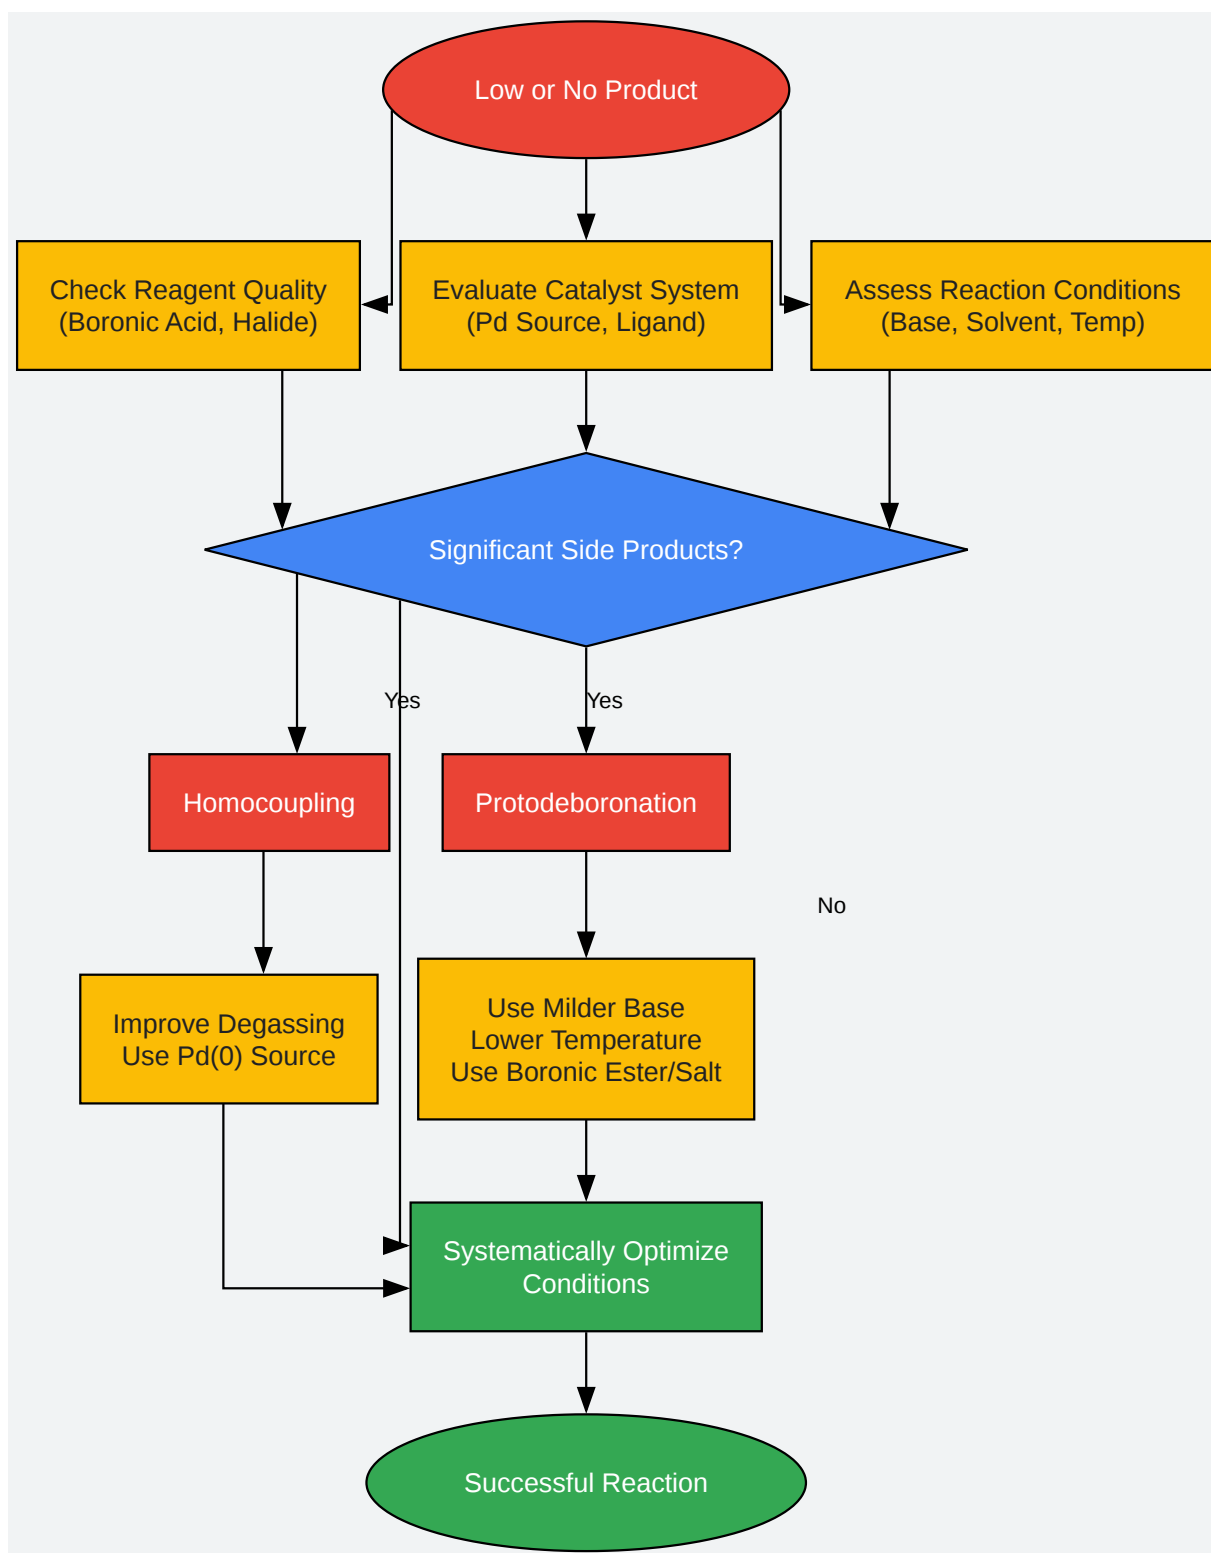 Low or No Product
Check Reagent Quality
(Boronic Acid, Halide)
Evaluate Catalyst System
(Pd Source, Ligand)
Assess Reaction Conditions
(Base, Solvent, Temp)
Significant Side Products?
Yes
Yes
Homocoupling
Protodeboronation
No
Improve Degassing
Use Pd(0) Source
Use Milder Base
Lower Temperature
Use Boronic Ester/Salt
Systematically Optimize
Conditions
Successful Reaction